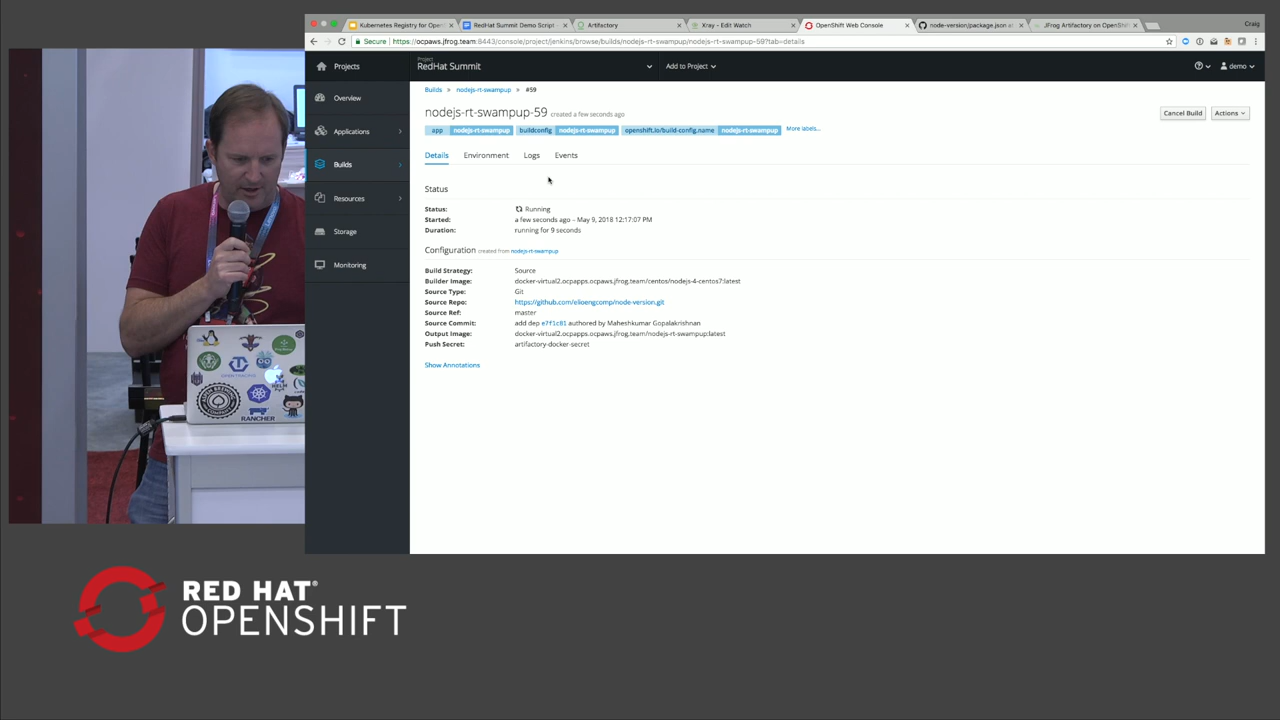 Kubernetes Registry for Open
RedHat Summit Demo Script -
Artifactory
Xray - Edit Watch
OpenShift Web Console
node-version/package.json at
JFrog Artifactory on OpenShift
Craig
Secure
https://ocpaws.jfrog.team:8443/console/project/jenkins/browse/builds/nodejs-rt-swampup/nodejs-rt-swampup-59?tab=details
Projects
Project
RedHat Summit
Add to Project
demo
Overview
Applications
Builds
Resources
Storage
Monitoring
Builds
nodejs-rt-swampup
#59
nodejs-rt-swampup-59 created a few seconds ago
Cancel Build
Actions
app nodejs-rt-swampup buildconfig nodejs-rt-swampup openshift.io/build-config.name nodejs-rt-swampup More labels...
Details Environment Logs Events
Status
Status: Running
Started: a few seconds ago – May 9, 2018 12:17:07 PM
Duration: running for 9 seconds
Configuration created from nodejs-rt-swampup
Build Strategy: Source
Builder Image: docker-virtual2.ocpapps.ocpaws.jfrog.team/centos/nodejs-4-centos7:latest
Source Type: Git
Source Repo: https://github.com/elioengcomp/node-version.git
Source Ref: master
Source Commit: add dep e7f1c81 authored by Maheshkumar Gopalakrishnan
Output Image: docker-virtual2.ocpapps.ocpaws.jfrog.team/nodejs-rt-swampup:latest
Push Secret: artifactory-docker-secret
Show Annotations
RANCHER
RED HAT®
OPENSHIFT